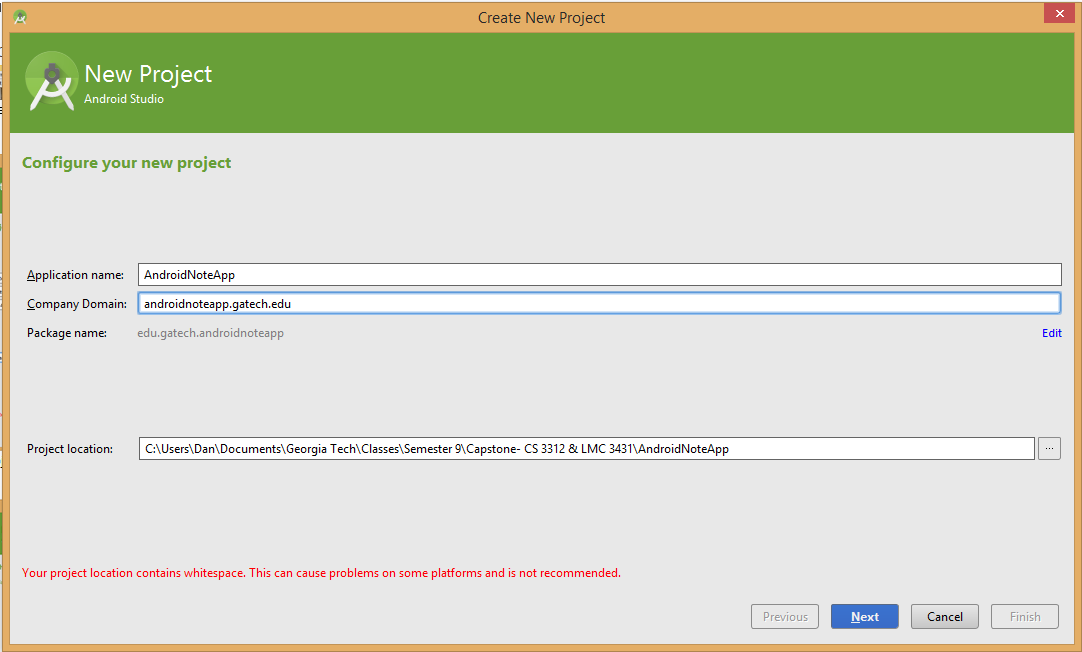 Create New Project
New Project
Android Studio
Configure your new project
Application name: AndroidNoteApp
Company Domain: androidnoteapp.gatech.edu
Package name: edu.gatech.androidnoteapp Edit
Project location: C:\Users\Dan\Documents\Georgia Tech\Classes\Semester 9\Capstone- CS 3312 & LMC 3431\AndroidNoteApp ...
Your project location contains whitespace. This can cause problems on some platforms and is not recommended.
Previous Next Cancel Finish